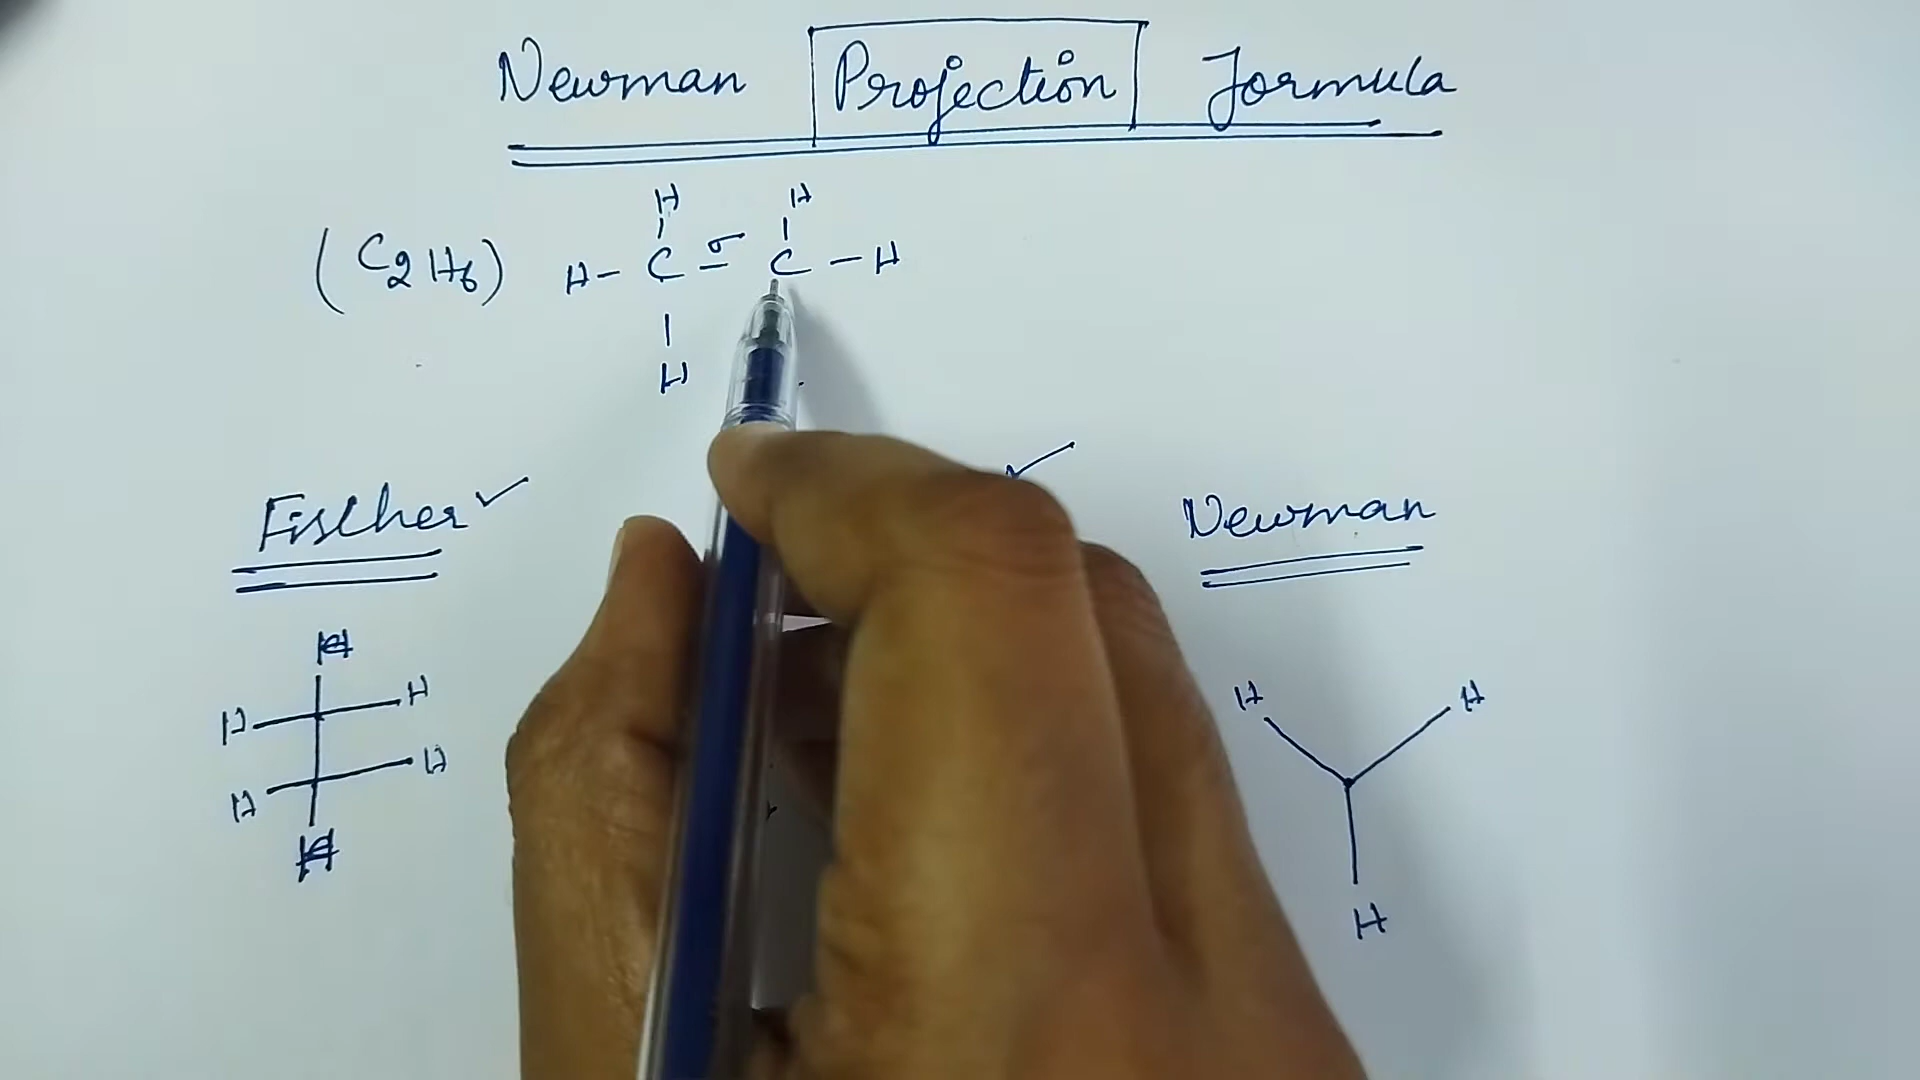 Newman Projection Formula
H H
(C2H6) H - C - C - H
σ
H
Fischer ✓ ✓ Newman
H
H H
H H
H
H H
H